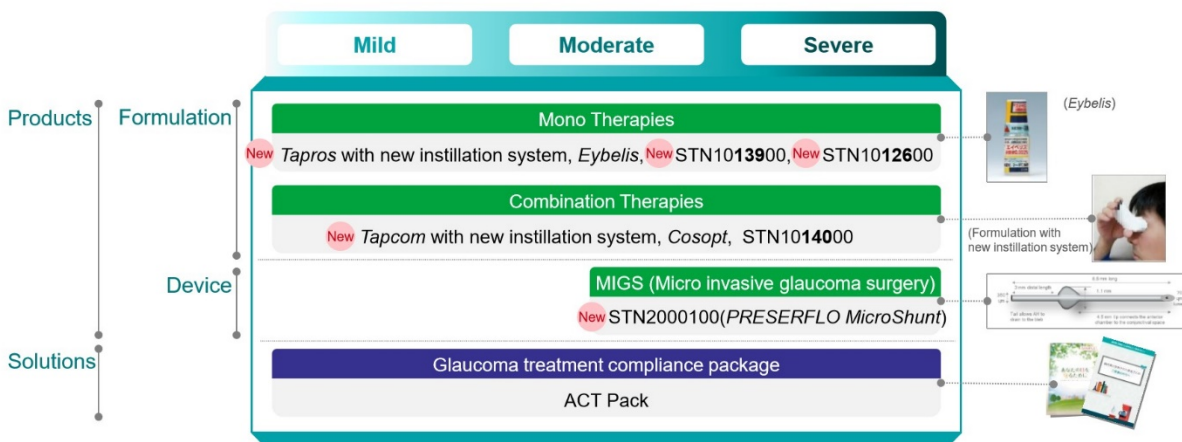 Mild
Moderate
Severe
Products
Formulation
Mono Therapies
New Tapros with new instillation system, Eybelis, New STN1013900, New STN1012600
(Eybelis)
Combination Therapies
New Tapcom with new instillation system, Cosopt, STN1014000
(Formulation with
new instillation system)
Device
MIGS (Micro invasive glaucoma surgery)
New STN2000100(PRESERFLO MicroShunt)
Solutions
Glaucoma treatment compliance package
ACT Pack